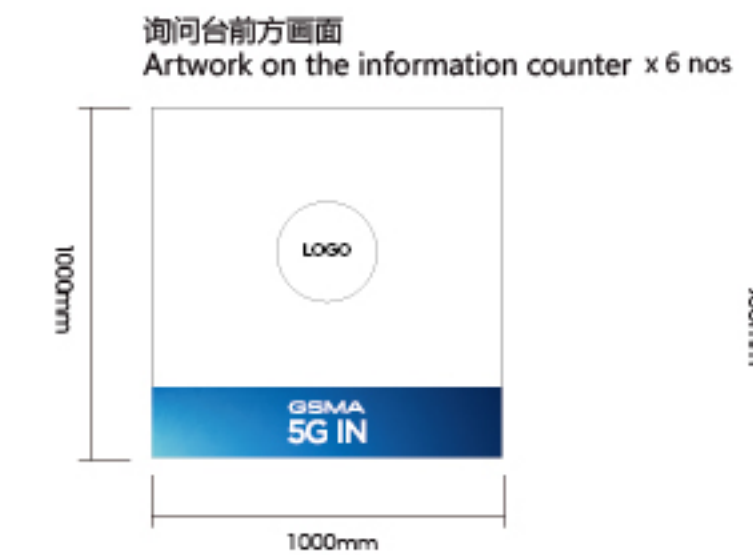 询问台前方画面
Artwork on the information counter x 6 nos
1000mm
LOGO
GSMA
5G IN
1000mm